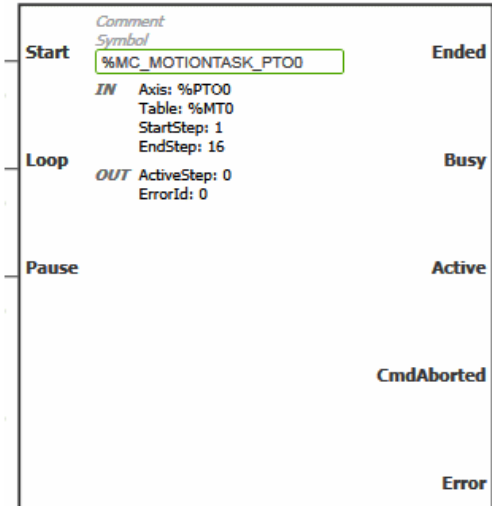 Comment
Symbol
Start
Ended
%MC_MOTIONTASK_PTO0
IN Axis: %PTO0
Table: %MT0
StartStep: 1
EndStep: 16
Loop
Busy
OUT ActiveStep: 0
ErrorId: 0
Pause
Active
CmdAborted
Error